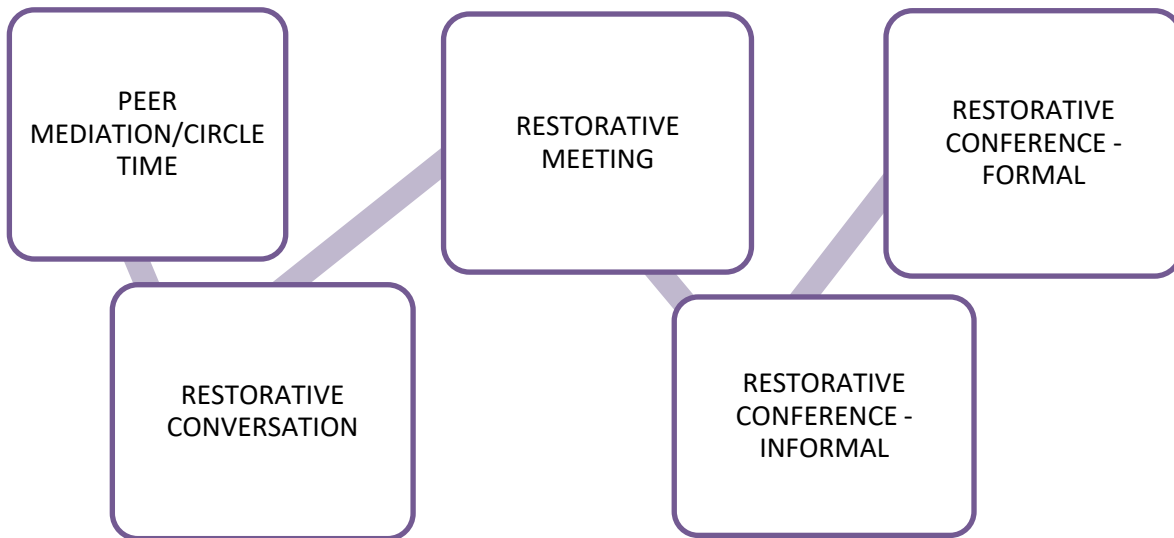 PEER
MEDIATION/CIRCLE
TIME
RESTORATIVE
CONVERSATION
RESTORATIVE
MEETING
RESTORATIVE
CONFERENCE -
INFORMAL
RESTORATIVE
CONFERENCE -
FORMAL